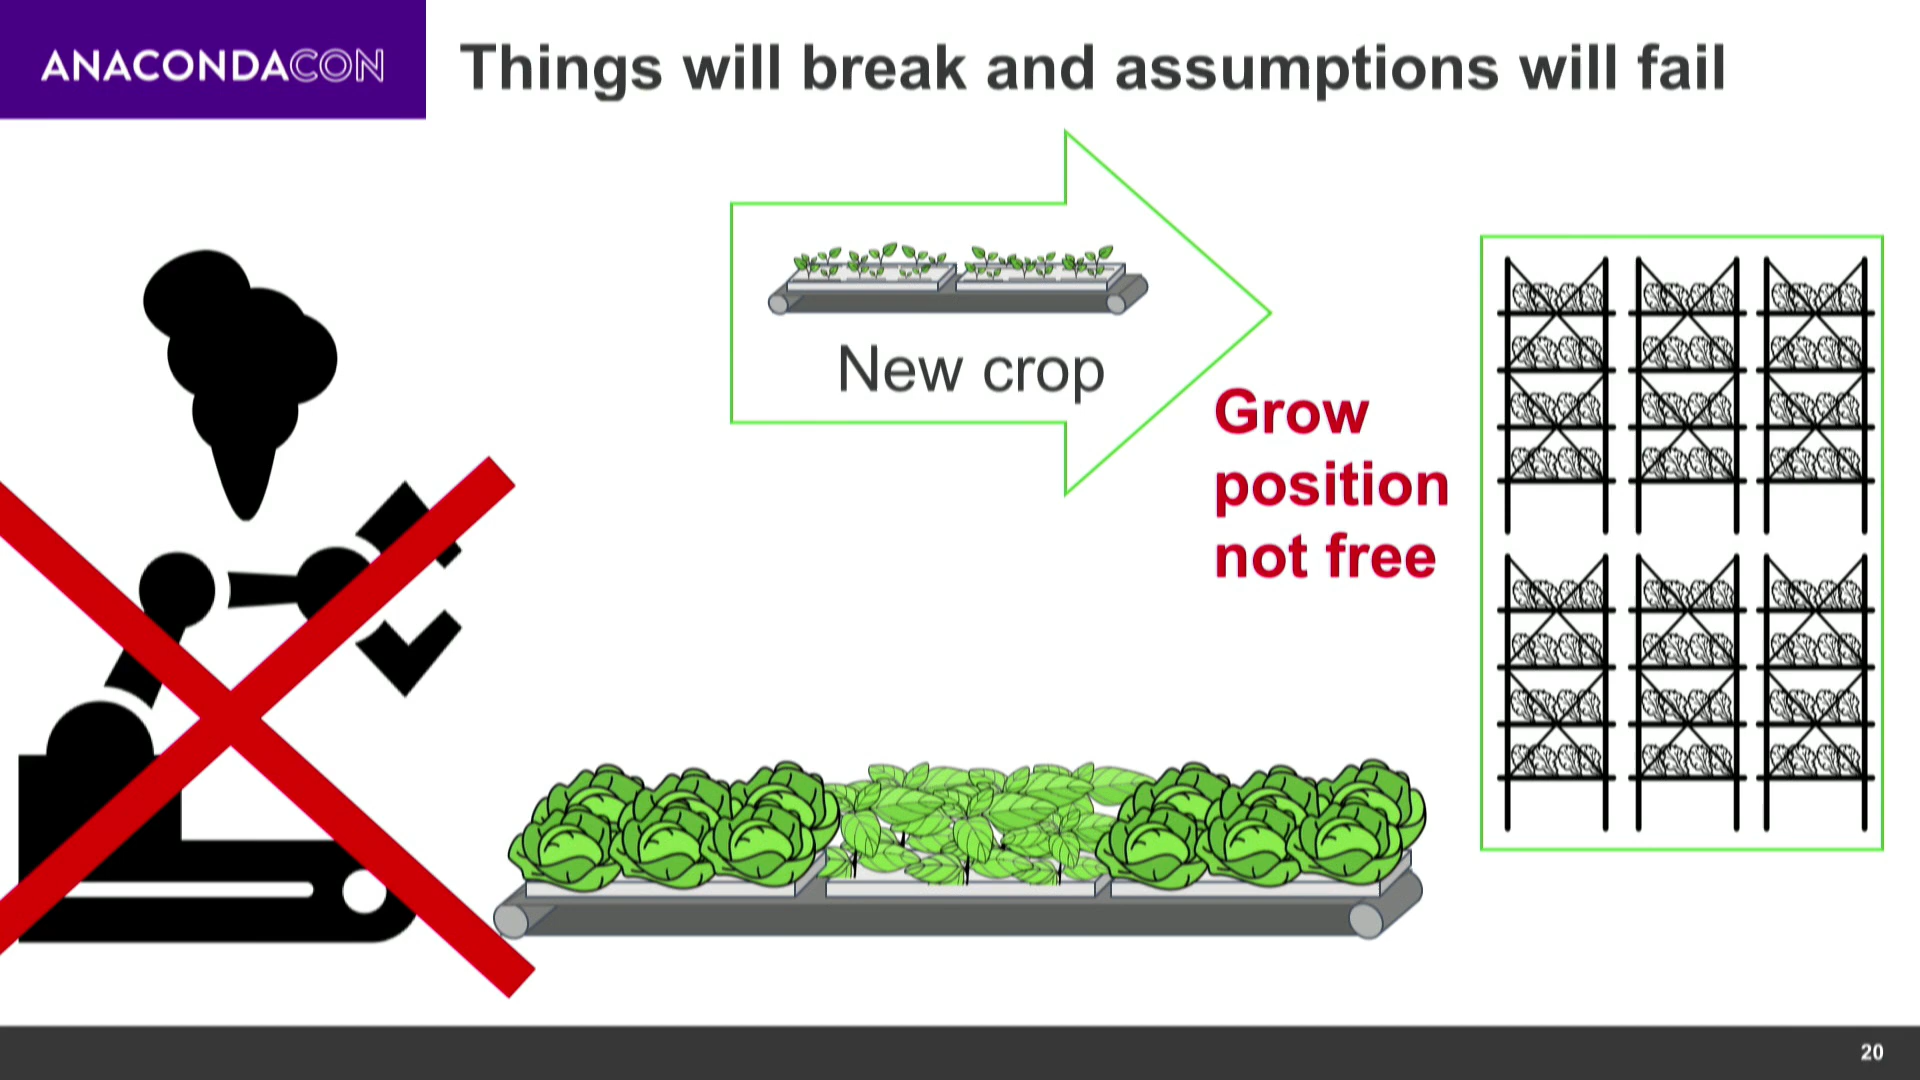 ANACONDACON
Things will break and assumptions will fail
New crop
Grow
position
not free
20